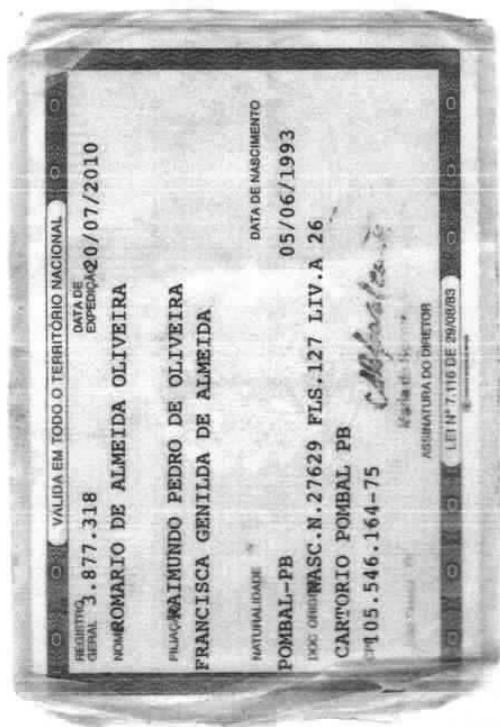 VÁLIDA EM TODO O TERRITÓRIO NACIONAL
REGISTRO GERAL 3.877.318 DATA DE EXPEDIÇÃO 20/07/2010
NOME ROMARIO DE ALMEIDA OLIVEIRA
FILIAÇÃO RAIMUNDO PEDRO DE OLIVEIRA
FRANCISCA GENILDA DE ALMEIDA
NATURALIDADE DATA DE NASCIMENTO
POMBAL-PB 05/06/1993
DOC ORIGEM NASC.N.27629 FLS.127 LIV.A 26
CARTORIO POMBAL PB
CPF 105.546.164-75
ASSINATURA DO DIRETOR
LEI Nº 7.116 DE 29/08/83